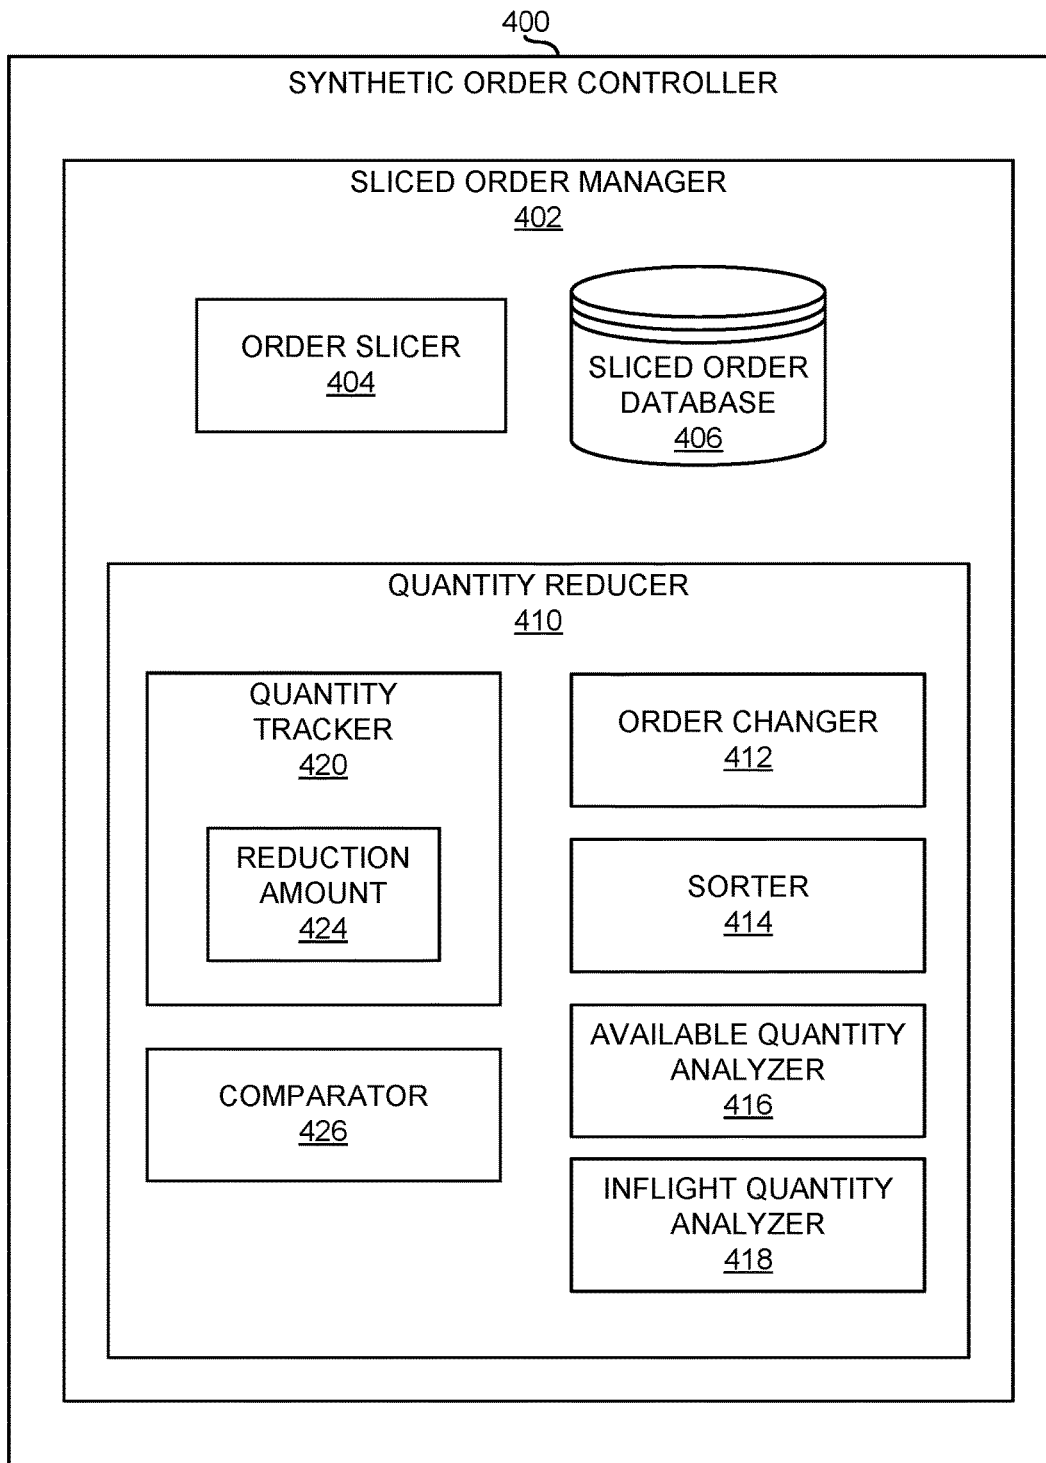 400
SYNTHETIC ORDER CONTROLLER
SLICED ORDER MANAGER
402
ORDER SLICER
404
SLICED ORDER
DATABASE
406
QUANTITY REDUCER
410
QUANTITY
TRACKER
420
REDUCTION
AMOUNT
424
COMPARATOR
426
ORDER CHANGER
412
SORTER
414
AVAILABLE QUANTITY
ANALYZER
416
INFLIGHT QUANTITY
ANALYZER
418